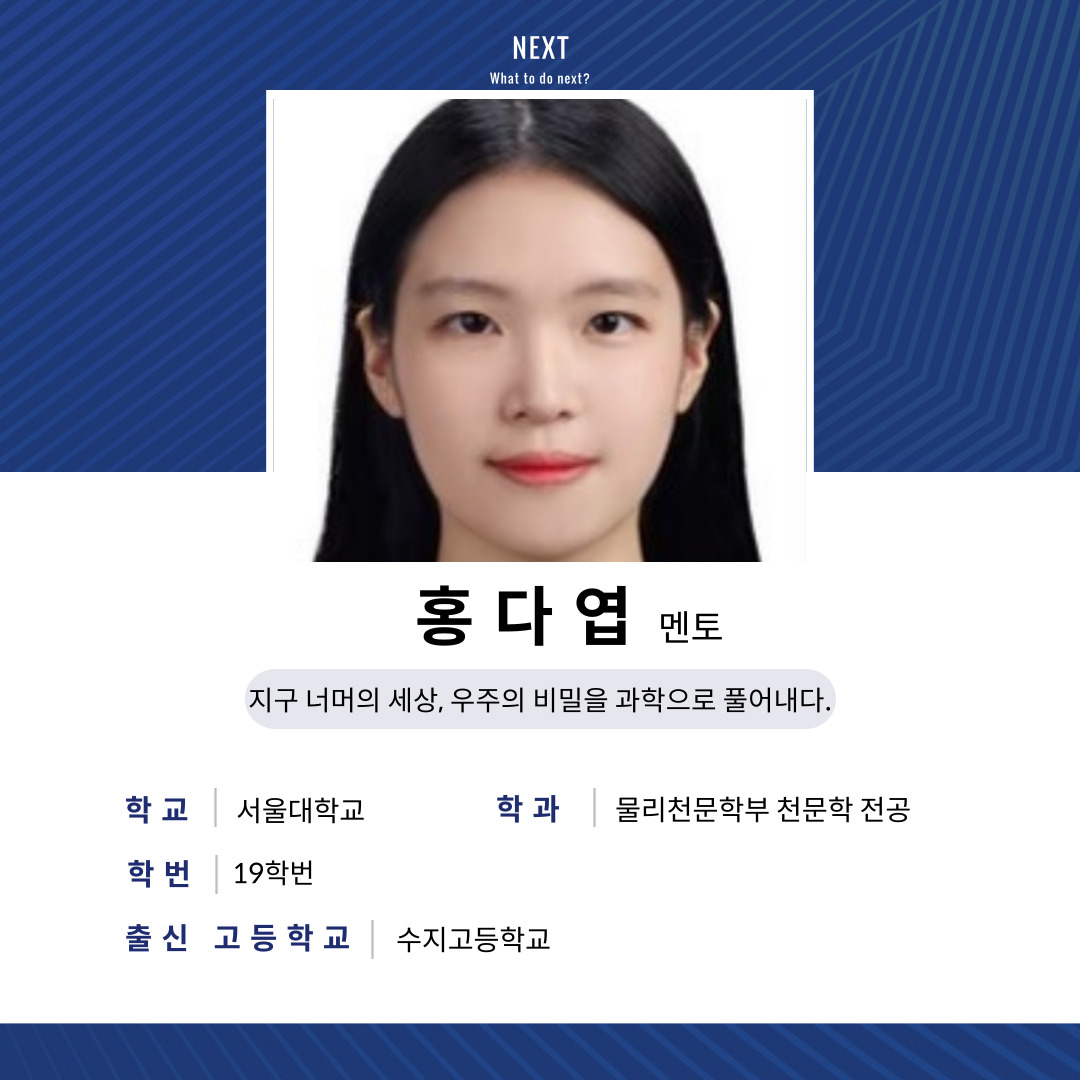 NEXT
What to do next?
홍다엽 멘토
지구 너머의 세상, 우주의 비밀을 과학으로 풀어내다.
학교 서울대학교 학과 물리천문학부 천문학 전공
학번 19학번
출신 고등학교 수지고등학교